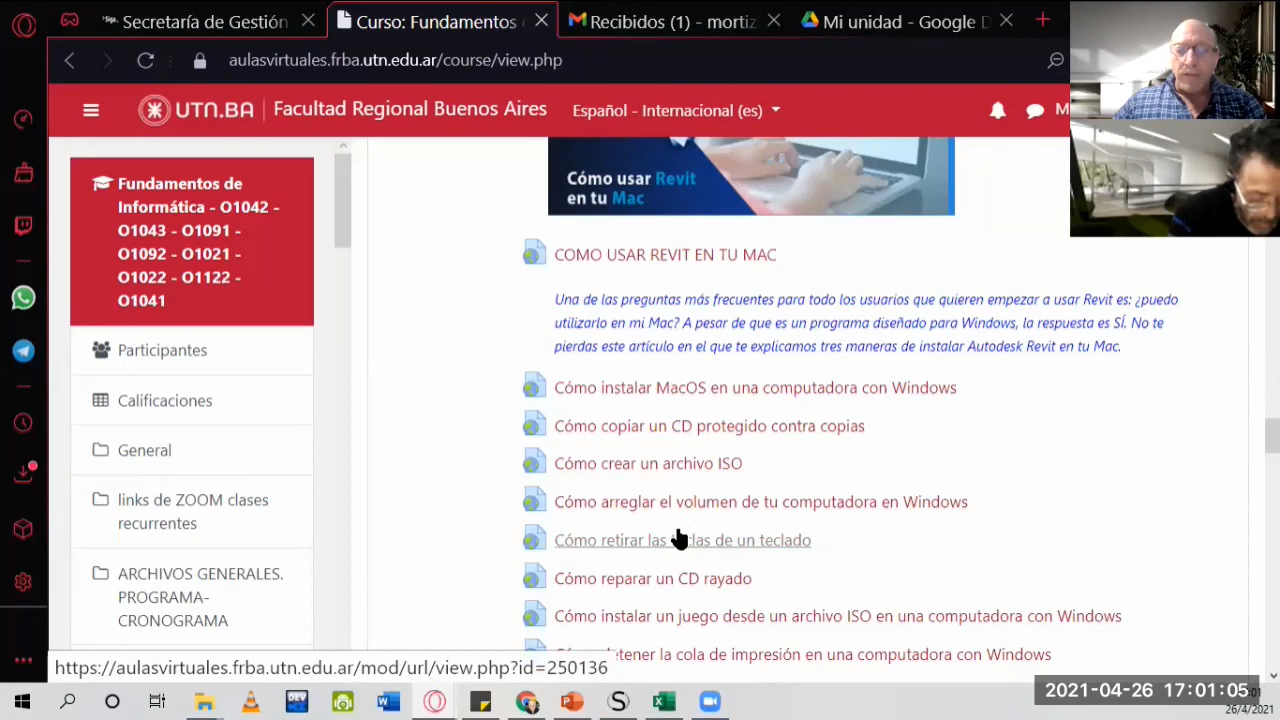 Secretaría de Gestión
Curso: Fundamentos
Recibidos (1) - mortiz
Mi unidad - Google D
aulasvirtuales.frba.utn.edu.ar/course/view.php
UTN.BA
Facultad Regional Buenos Aires
Español - Internacional (es)
M
Fundamentos de
Informática - O1042 -
O1043 - O1091 -
O1092 - O1021 -
O1022 - O1122 -
O1041
Participantes
Calificaciones
General
links de ZOOM clases
recurrentes
ARCHIVOS GENERALES.
PROGRAMA-
CRONOGRAMA
Cómo usar Revit
en tu Mac
COMO USAR REVIT EN TU MAC
Una de las preguntas más frecuentes para todo los usuarios que quieren empezar a usar Revit es: ¿puedo
utilizarlo en mi Mac? A pesar de que es un programa diseñado para Windows, la respuesta es SÍ. No te
pierdas este artículo en el que te explicamos tres maneras de instalar Autodesk Revit en tu Mac.
Cómo instalar MacOS en una computadora con Windows
Cómo copiar un CD protegido contra copias
Cómo crear un archivo ISO
Cómo arreglar el volumen de tu computadora en Windows
Cómo retirar las clas de un teclado
Cómo reparar un CD rayado
Cómo instalar un juego desde un archivo ISO en una computadora con Windows
detener la cola de impresión en una computadora con Windows
https://aulasvirtuales.frba.utn.edu.ar/mod/url/view.php?id=250136
DEV
2021-04-26 17:01:05
26/4/2021